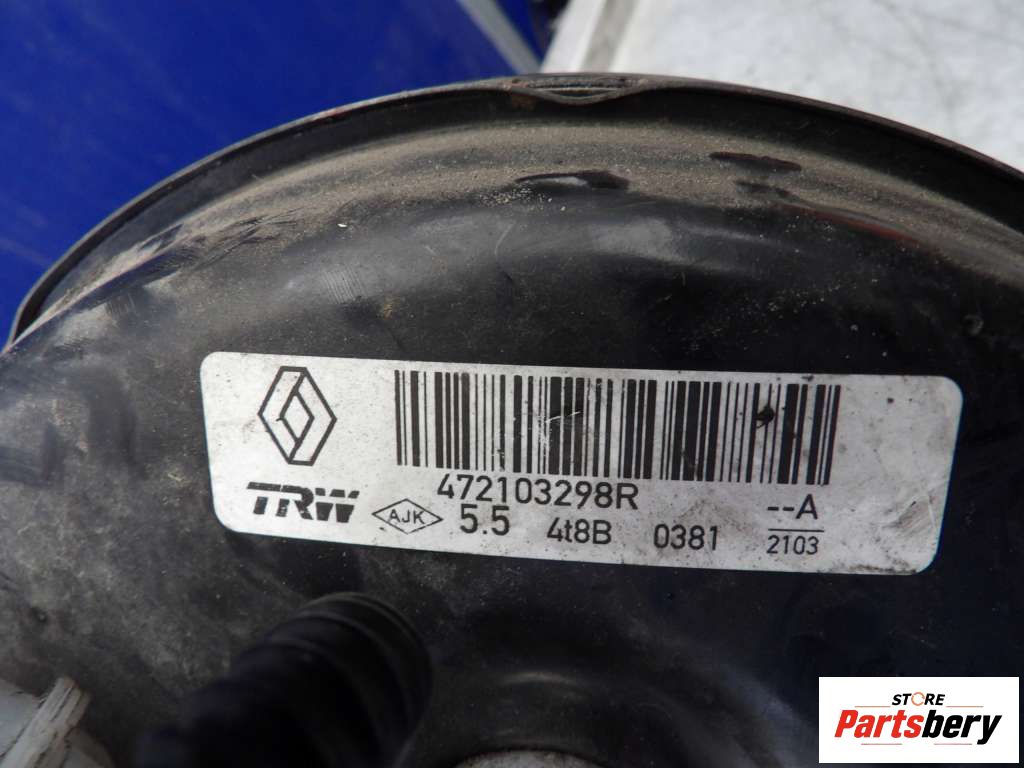 472103298R
TRW AJK 5.5 4t8B 0381 --A
2103
STORE
Partsbery